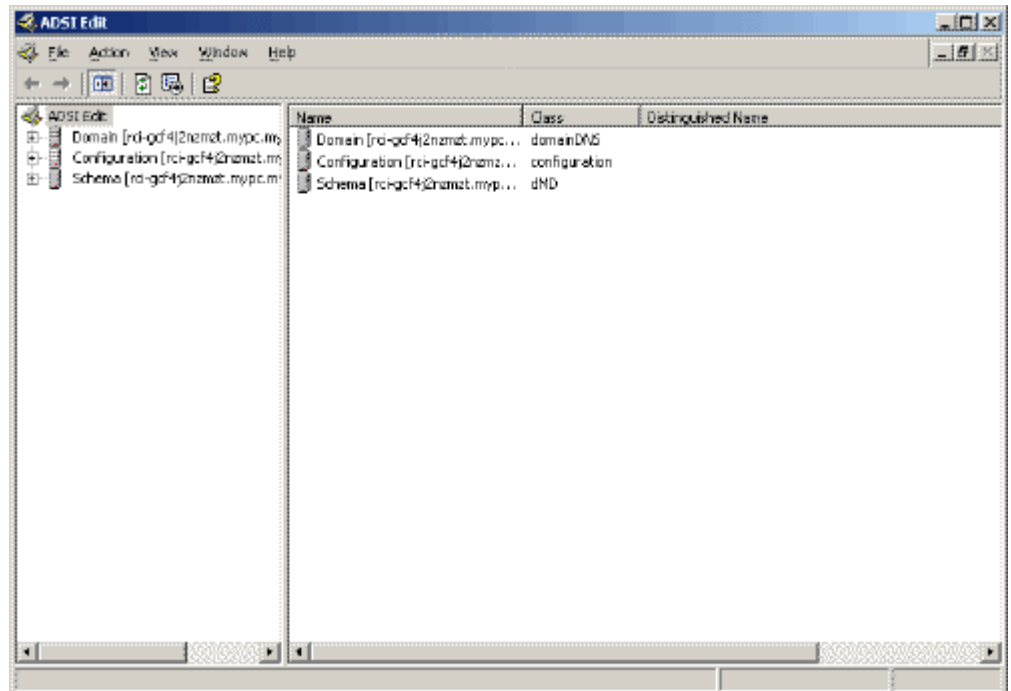 ADSI Edit
File Action View Window Help
ADSI Edit
Domain [rci-gcf4j2nzmzt.mypc.my
Configuration [rci-gcf4j2nzmzt.my
Schema [rci-gcf4j2nzmzt.mypc.m
Name Class Distinguished Name
Domain [rci-gcf4j2nzmzt.mypc... domainDNS
Configuration [rci-gcf4j2nzmz... configuration
Schema [rci-gcf4j2nzmzt.myp... dMD